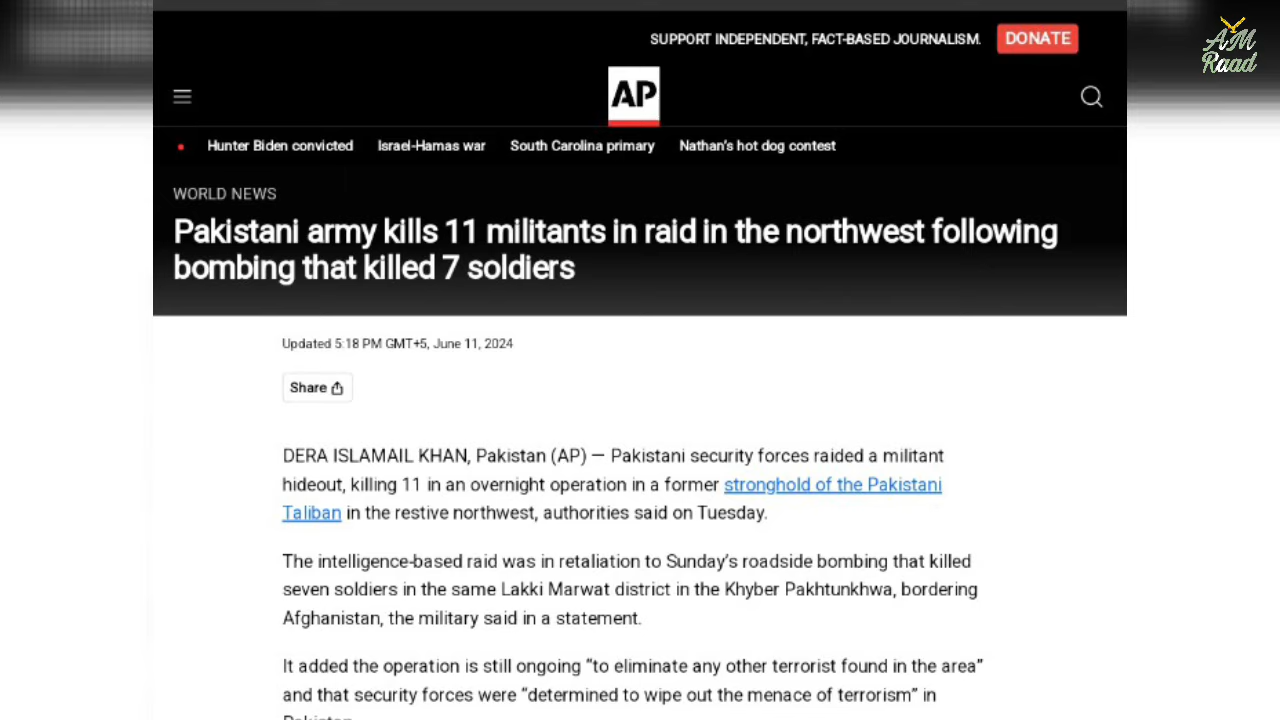 SUPPORT INDEPENDENT, FACT-BASED JOURNALISM.
DONATE
AM
Raad
AP
Hunter Biden convicted
Israel-Hamas war
South Carolina primary
Nathan's hot dog contest
WORLD NEWS
Pakistani army kills 11 militants in raid in the northwest following
bombing that killed 7 soldiers
Updated 5:18 PM GMT+5, June 11, 2024
Share
DERA ISLAMAIL KHAN, Pakistan (AP) — Pakistani security forces raided a militant
hideout, killing 11 in an overnight operation in a former stronghold of the Pakistani
Taliban in the restive northwest, authorities said on Tuesday.
The intelligence-based raid was in retaliation to Sunday's roadside bombing that killed
seven soldiers in the same Lakki Marwat district in the Khyber Pakhtunkhwa, bordering
Afghanistan, the military said in a statement.
It added the operation is still ongoing “to eliminate any other terrorist found in the area”
and that security forces were “determined to wipe out the menace of terrorism” in